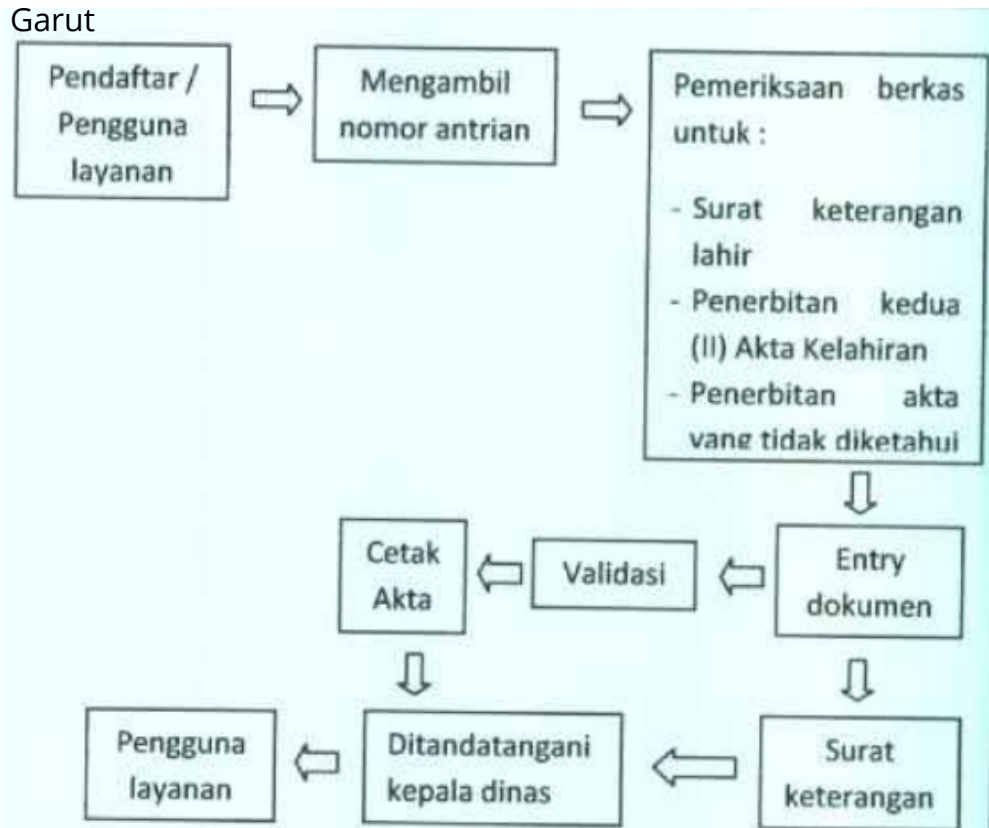 Garut
Pendaftar /
Pengguna
layanan
Mengambil
nomor antrian
Pemeriksaan berkas
untuk :
- Surat keterangan
lahir
- Penerbitan kedua
(II) Akta Kelahiran
- Penerbitan akta
yang tidak diketahui
Cetak
Akta
Validasi
Entry
dokumen
Pengguna
layanan
Ditandatangani
kepala dinas
Surat
keterangan